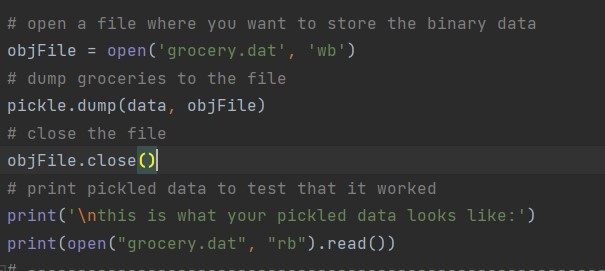 # open a file where you want to store the binary data
objFile = open('grocery.dat', 'wb')
# dump groceries to the file
pickle.dump(data, objFile)
# close the file
objFile.close()
# print pickled data to test that it worked
print('\nthis is what your pickled data looks like:')
print(open("grocery.dat", "rb").read())
# -----------------------------------------------------